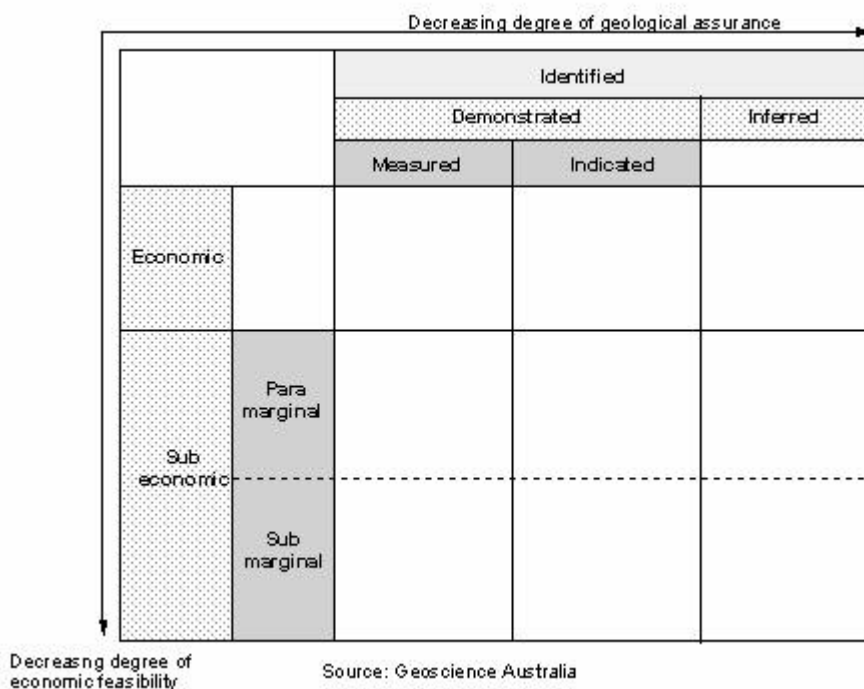 Decreasing degree of geological assurance
Identified
Demonstrated
Inferred
Measured
Indicated
Economic
Para
marginal
Sub
economic
Sub
marginal
Decreasng degree of
economic feasibility
Source: Geoscience Australia